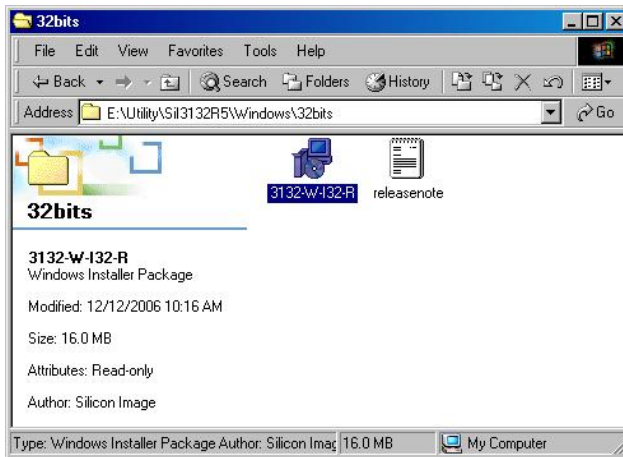 32bits
File Edit View Favorites Tools Help
Back Search Folders History
Address E:\Utility\SiI3132R5\Windows\32bits Go
3132-W-I32-R releasenote
32bits
3132-W-I32-R
Windows Installer Package
Modified: 12/12/2006 10:16 AM
Size: 16.0 MB
Attributes: Read-only
Author: Silicon Image
Type: Windows Installer Package Author: Silicon Imag 16.0 MB My Computer